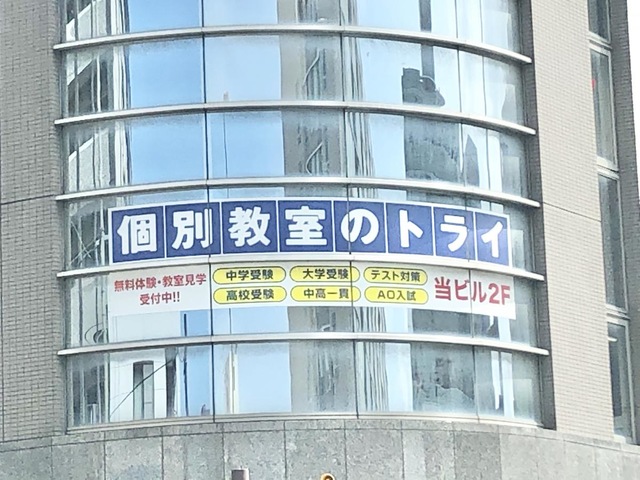 個別教室のトライ
無料体験・教室見学
受付中!!
中学受験 大学受験 テスト対策
高校受験 中高一貫 AO入試
当ビル2F